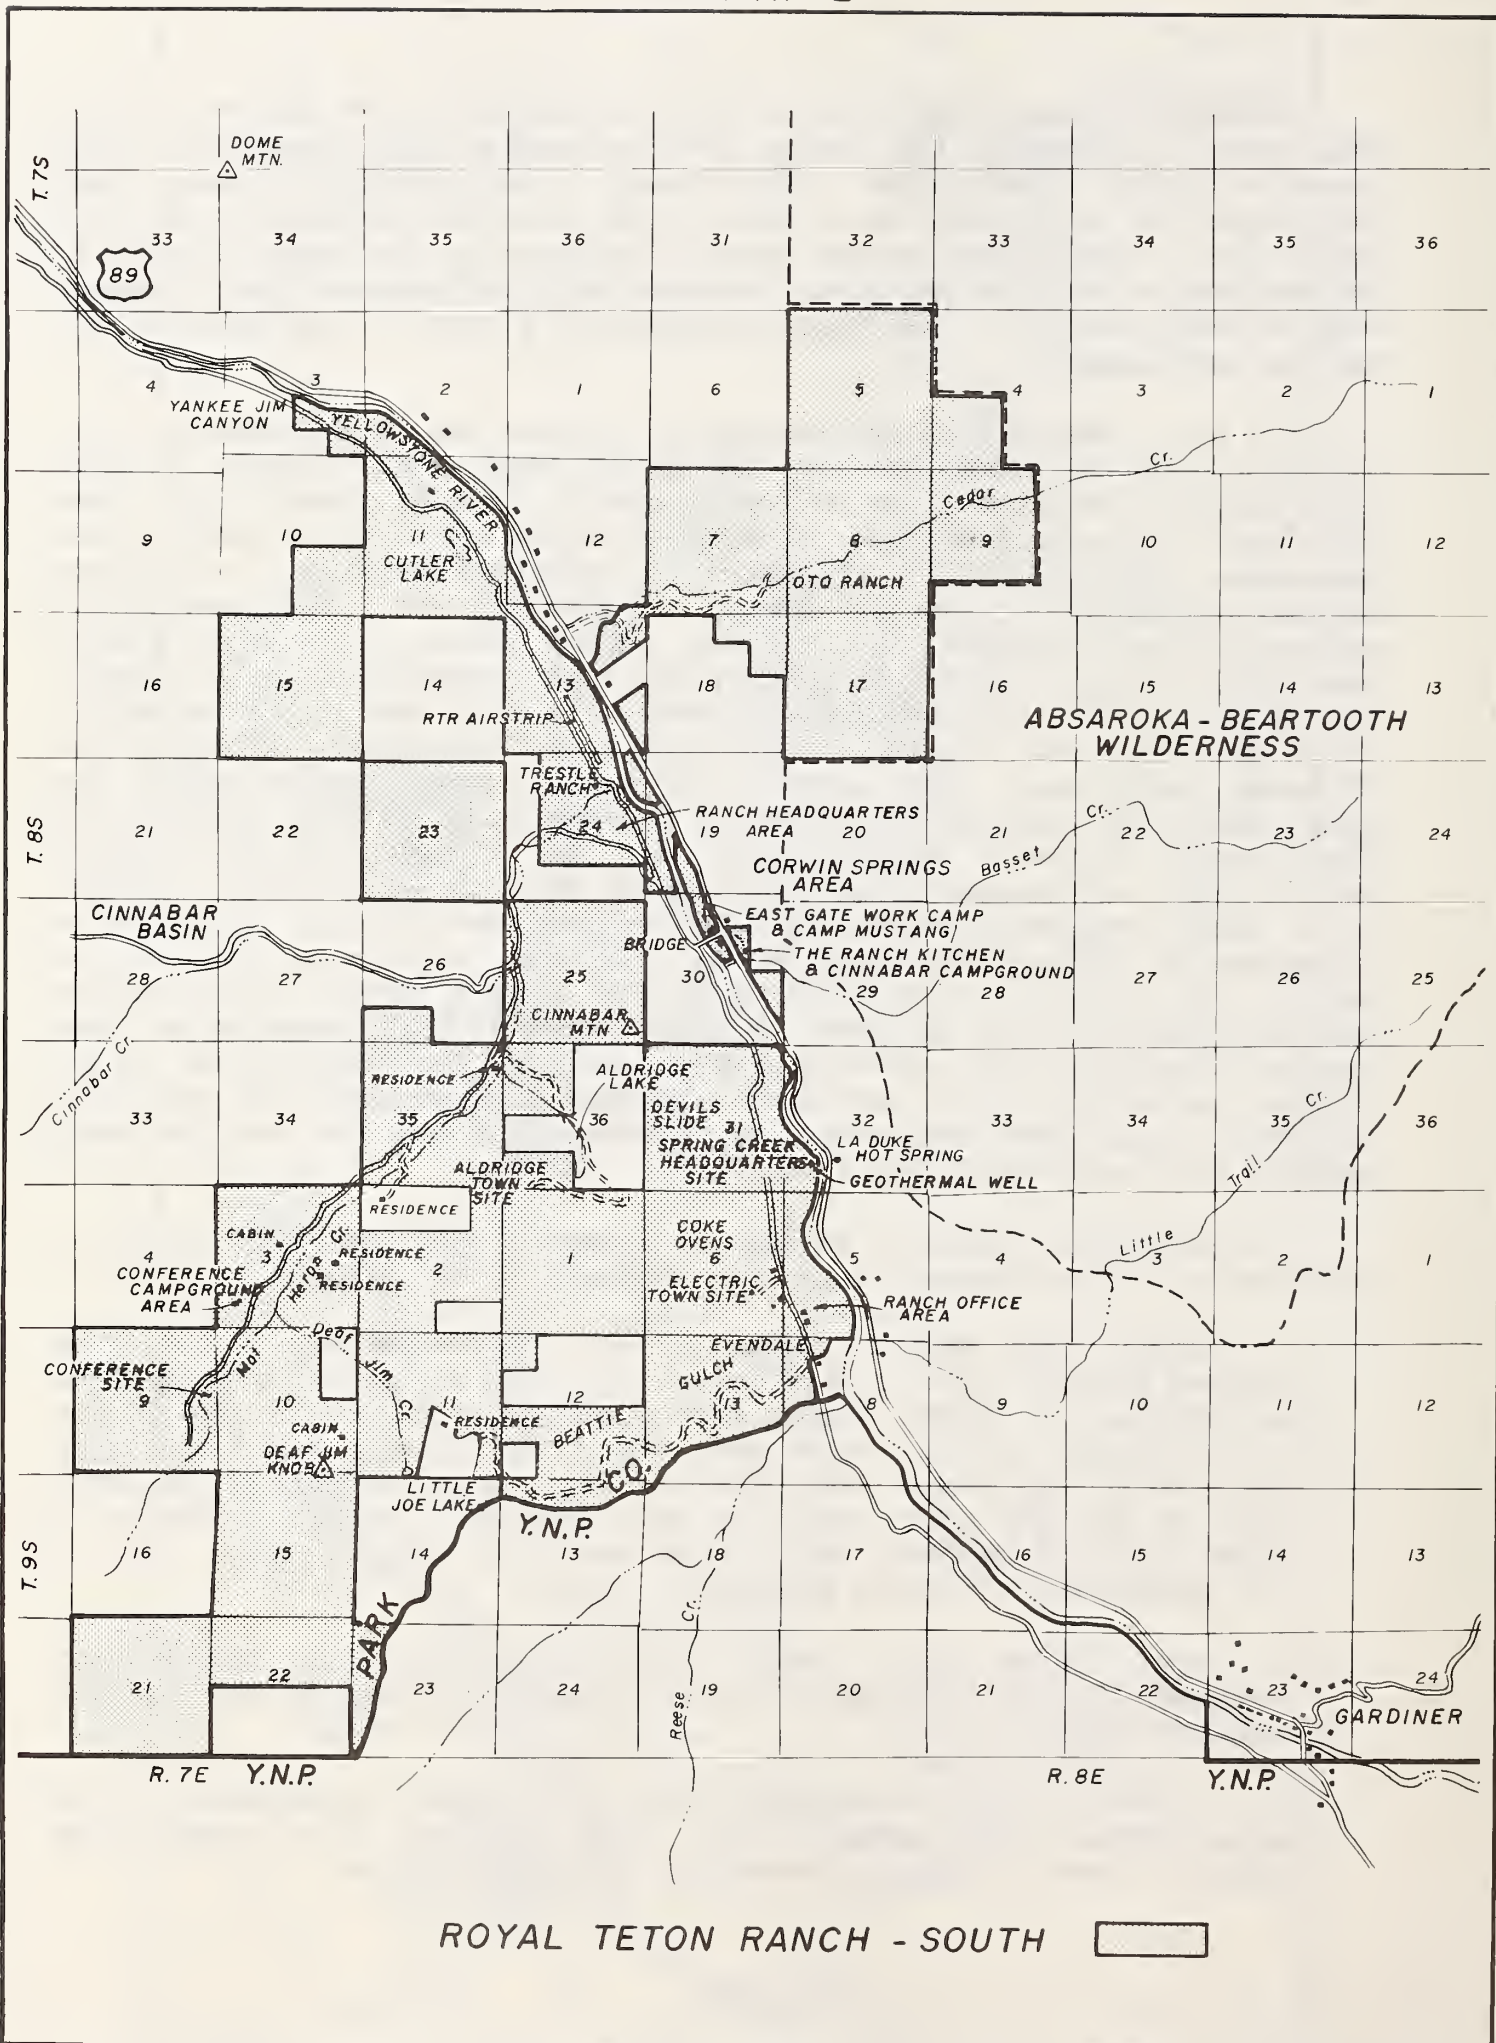 DOME
MTN.
T. 7S
33 34 35 36 31 32 33 34 35 36
89
4 3 2 1 6 5 4 3 2 1
YANKEE JIM
CANYON
YELLOWSTONE RIVER
Cr.
Cedar
9 10 11 12 7 8 9 10 11 12
CUTLER
LAKE
OTO RANCH
16 15 14 13 18 17 16 15 14 13
RTR AIRSTRIP
ABSAROKA - BEARTOOTH
WILDERNESS
TRESTLE
RANCH
T. 8S
RANCH HEADQUARTERS
AREA
21 22 23 24 19 20 21 22 23 24
Basset Cr.
CORWIN SPRINGS
AREA
CINNABAR
BASIN
EAST GATE WORK CAMP
& CAMP MUSTANG
BRIDGE
THE RANCH KITCHEN
& CINNABAR CAMPGROUND
28 27 26 25 30 29 28 27 26 25
CINNABAR
MTN
Cinnabar Cr.
RESIDENCE
ALDRIDGE
LAKE
DEVILS
SLIDE
33 34 35 36 31 32 33 34 35 36
SPRING CREEK
HEADQUARTERS
SITE
LA DUKE
HOT SPRING
GEOTHERMAL WELL
ALDRIDGE
TOWN
SITE
RESIDENCE
Little Trail Cr.
CABIN
COKE
OVENS
4 3 2 1 6 5 4 3 2 1
RESIDENCE
RESIDENCE
CONFERENCE
CAMPGROUND
AREA
ELECTRIC
TOWN SITE
RANCH OFFICE
AREA
Mol Heron Cr.
Deaf Jim Cr.
EVENDALE
CONFERENCE
SITE
9 10 11 12 13 8 9 10 11 12
RESIDENCE
BEATTIE GULCH
CABIN
DEAF JIM
KNOB
LITTLE
JOE LAKE
PARK CO.
Y.N.P.
T. 9S
16 15 14 13 18 17 16 15 14 13
Reese Cr.
21 22 23 24 19 20 21 22 23 24
GARDINER
R. 7E Y.N.P. R. 8E Y.N.P.
ROYAL TETON RANCH - SOUTH